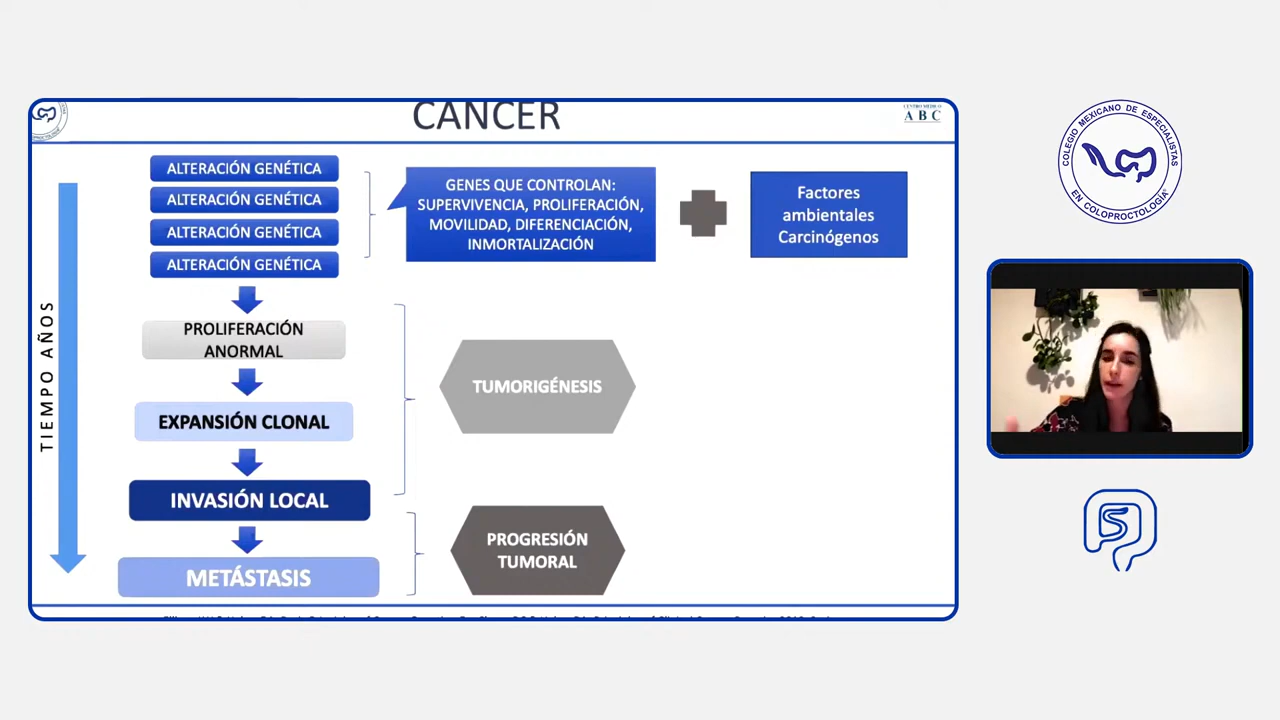 CANCER
CENTRO MÉDICO
ABC
ALTERACIÓN GENÉTICA
ALTERACIÓN GENÉTICA
ALTERACIÓN GENÉTICA
ALTERACIÓN GENÉTICA
GENES QUE CONTROLAN:
SUPERVIVENCIA, PROLIFERACIÓN,
MOVILIDAD, DIFERENCIACIÓN,
INMORTALIZACIÓN
Factores
ambientales
Carcinógenos
TIEMPO AÑOS
PROLIFERACIÓN
ANORMAL
EXPANSIÓN CLONAL
INVASIÓN LOCAL
METÁSTASIS
TUMORIGÉNESIS
PROGRESIÓN
TUMORAL
COLEGIO MEXICANO DE ESPECIALISTAS
EN COLOPROCTOLOGÍA